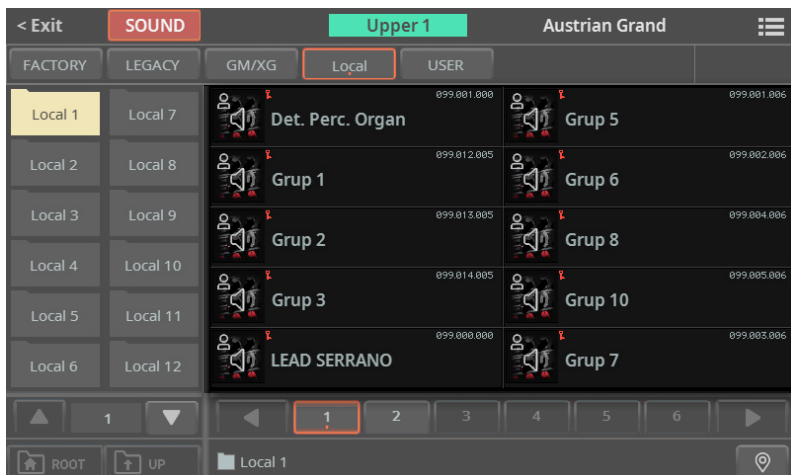 < Exit SOUND Upper 1 Austrian Grand
FACTORY LEGACY GM/XG Local USER
Local 1 Local 7
Local 2 Local 8
Local 3 Local 9
Local 4 Local 10
Local 5 Local 11
Local 6 Local 12
099.001.000
Det. Perc. Organ
099.001.006
Grup 5
099.012.005
Grup 1
099.002.006
Grup 6
099.013.005
Grup 2
099.004.006
Grup 8
099.014.005
Grup 3
099.005.006
Grup 10
099.000.000
LEAD SERRANO
099.003.006
Grup 7
1 1 2 3 4 5 6
ROOT UP Local 1